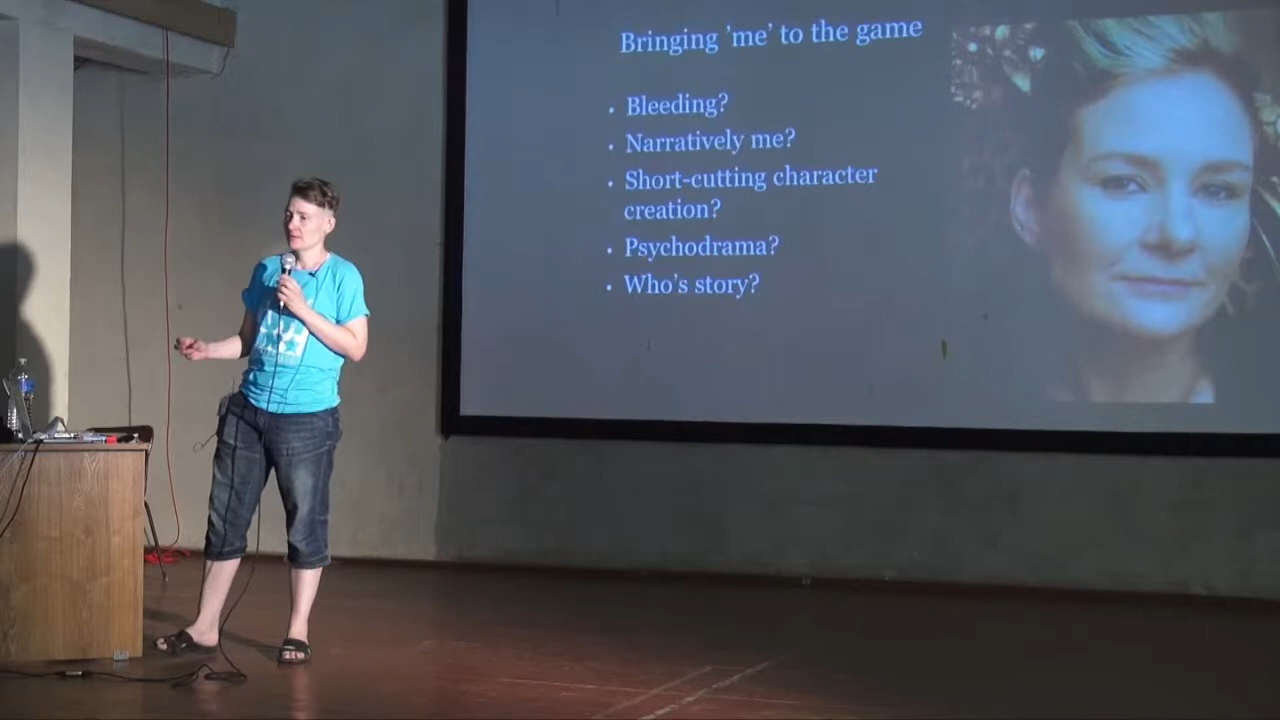 Bringing 'me' to the game
• Bleeding?
• Narratively me?
• Short-cutting character
creation?
• Psychodrama?
• Who's story?